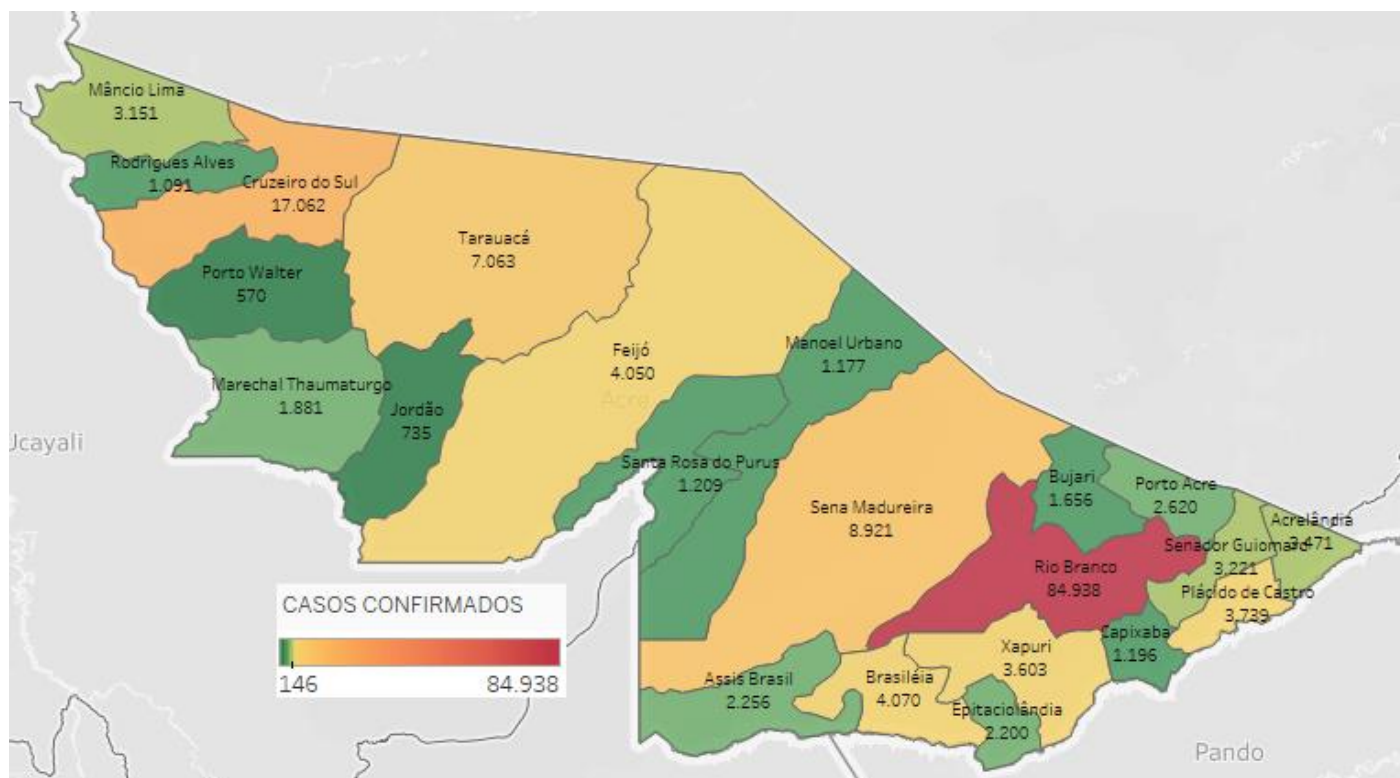 Mâncio Lima
3.151
Rodrigues Alves
1.091
Cruzeiro do Sul
17.062
Tarauacá
7.063
Porto Walter
570
Marechal Thaumaturgo
1.881
Jordão
735
Feijó
4.050
Acre
Manoel Urbano
1.177
Santa Rosa do Purus
1.209
Sena Madureira
8.921
Bujari
1.656
Porto Acre
2.620
Acrelândia
3.471
Senador Guiomard
3.221
Rio Branco
84.938
Plácido de Castro
3.739
Capixaba
1.196
Xapuri
3.603
Assis Brasil
2.256
Brasiléia
4.070
Epitaciolândia
2.200
Ucayali
Pando
CASOS CONFIRMADOS
146 84.938